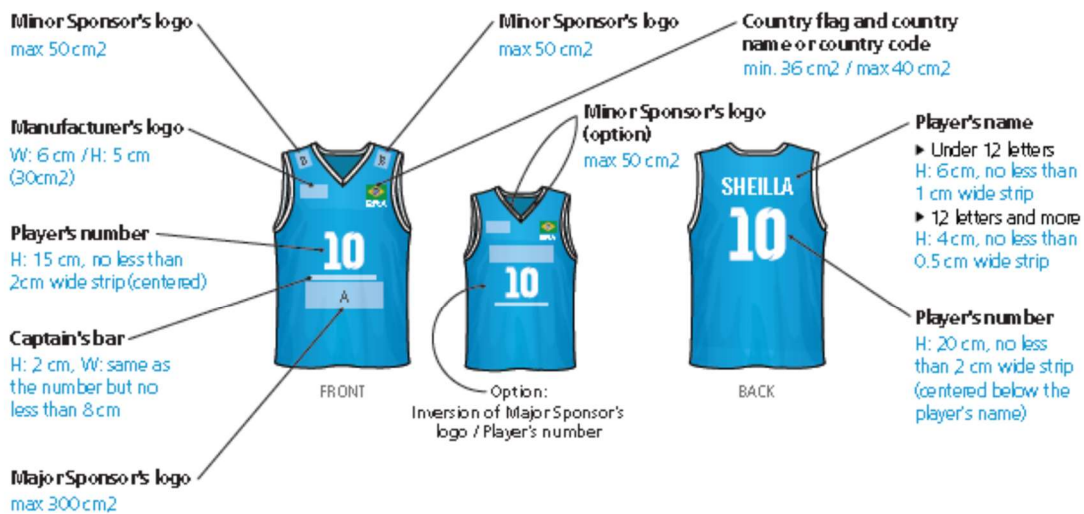 Minor Sponsor's logo
max 50 cm2
Minor Sponsor's logo
max 50 cm2
Country flag and country
name or country code
min. 36 cm2 / max 40 cm2
Manufacturer's logo
W: 6 cm / H: 5 cm
(30cm2)
Minor Sponsor's logo
(option)
max 50 cm2
Player's name
▸ Under 12 letters
H: 6 cm, no less than
1 cm wide strip
▸ 12 letters and more
H: 4 cm, no less than
0.5 cm wide strip
Player's number
H: 15 cm, no less than
2cm wide strip (centered)
Captain's bar
H: 2 cm, W: same as
the number but no
less than 8 cm
Major Sponsor's logo
max 300 cm2
B
B
BRA
10
A
FRONT
BRA
10
Option:
Inversion of Major Sponsor's
logo / Player's number
SHEILLA
10
BACK
Player's number
H: 20 cm, no less
than 2 cm wide strip
(centered below the
player's name)